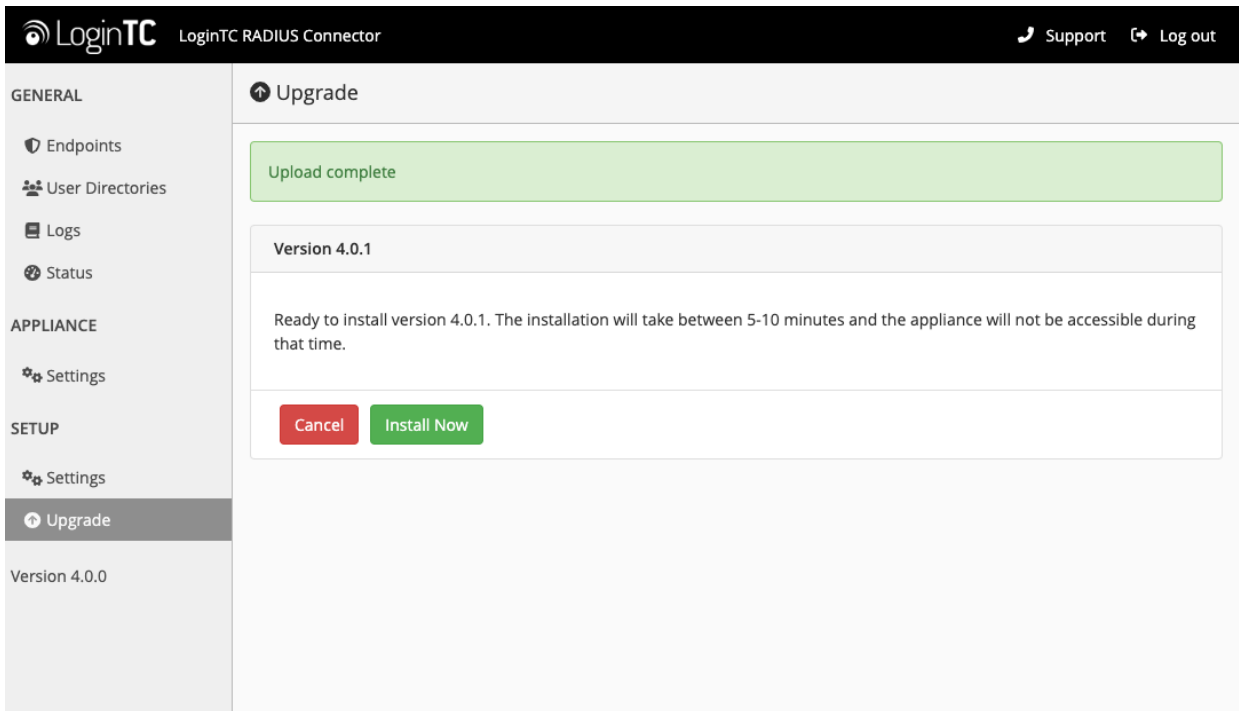 LoginTC LoginTC RADIUS Connector Support Log out
GENERAL
Endpoints
User Directories
Logs
Status
APPLIANCE
Settings
SETUP
Settings
Upgrade
Version 4.0.0
Upgrade
Upload complete
Version 4.0.1
Ready to install version 4.0.1. The installation will take between 5-10 minutes and the appliance will not be accessible during
that time.
Cancel Install Now